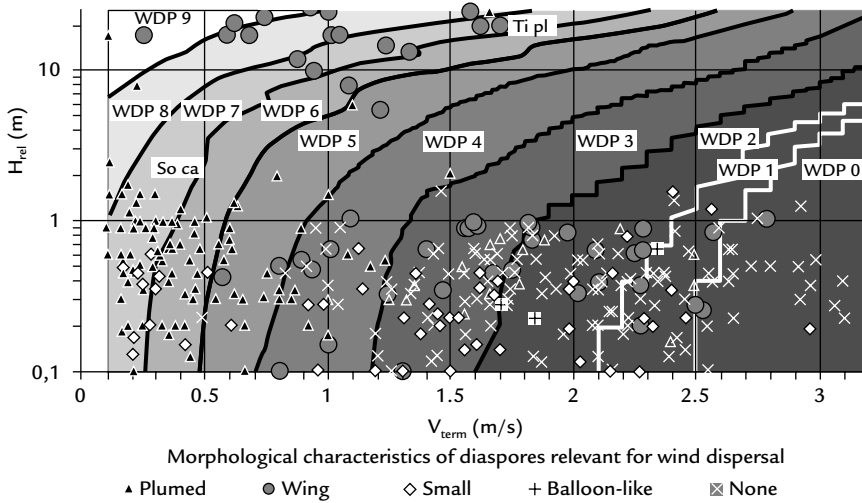 WDP 9
Ti pl
10
WDP 8
WDP 7
WDP 6
WDP 5
WDP 4
WDP 3
WDP 2
WDP 1
WDP 0
So ca
H_rel (m)
1
0,1
0
0.5
1
1.5
2
2.5
3
V_term (m/s)
Morphological characteristics of diaspores relevant for wind dispersal
Plumed
Wing
Small
Balloon-like
None